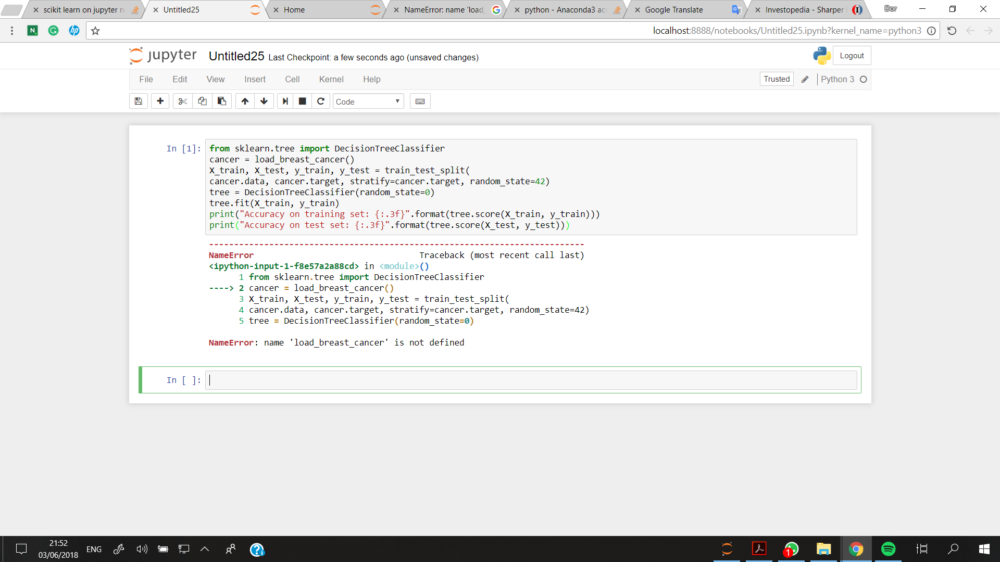 scikit learn on jupyter n
Untitled25
Home
NameError: name 'load_
python - Anaconda3 act
Google Translate
Investopedia - Sharper
Dor
N
G
hp
localhost:8888/notebooks/Untitled25.ipynb?kernel_name=python3
jupyter Untitled25 Last Checkpoint: a few seconds ago (unsaved changes)
Logout
File Edit View Insert Cell Kernel Help
Trusted Python 3
Code
In [1]: from sklearn.tree import DecisionTreeClassifier
cancer = load_breast_cancer()
X_train, X_test, y_train, y_test = train_test_split(
cancer.data, cancer.target, stratify=cancer.target, random_state=42)
tree = DecisionTreeClassifier(random_state=0)
tree.fit(X_train, y_train)
print("Accuracy on training set: {:.3f}".format(tree.score(X_train, y_train)))
print("Accuracy on test set: {:.3f}".format(tree.score(X_test, y_test)))
---------------------------------------------------------------------------
NameError Traceback (most recent call last)
<ipython-input-1-f8e57a2a88cd> in <module>()
1 from sklearn.tree import DecisionTreeClassifier
----> 2 cancer = load_breast_cancer()
3 X_train, X_test, y_train, y_test = train_test_split(
4 cancer.data, cancer.target, stratify=cancer.target, random_state=42)
5 tree = DecisionTreeClassifier(random_state=0)
NameError: name 'load_breast_cancer' is not defined
In [ ]:
21:52
03/06/2018
ENG
1